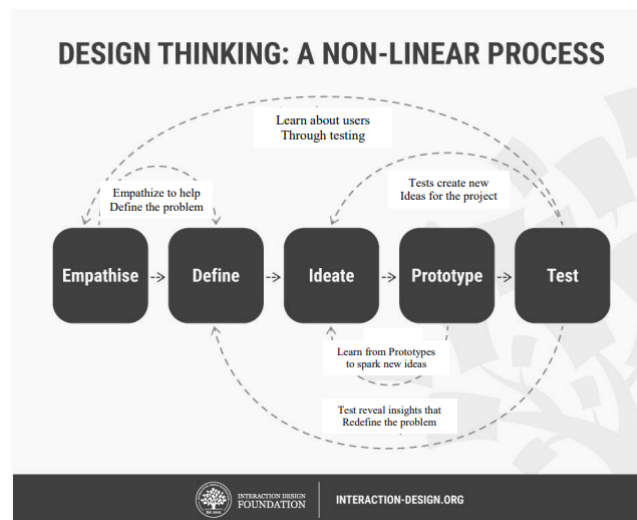 DESIGN THINKING: A NON-LINEAR PROCESS
Learn about users
Through testing
Empathize to help
Define the problem
Tests create new
Ideas for the project
Empathise
Define
Ideate
Prototype
Test
Learn from Prototypes
to spark new ideas
Test reveal insights that
Redefine the problem
INTERACTION DESIGN
FOUNDATION
INTERACTION-DESIGN.ORG